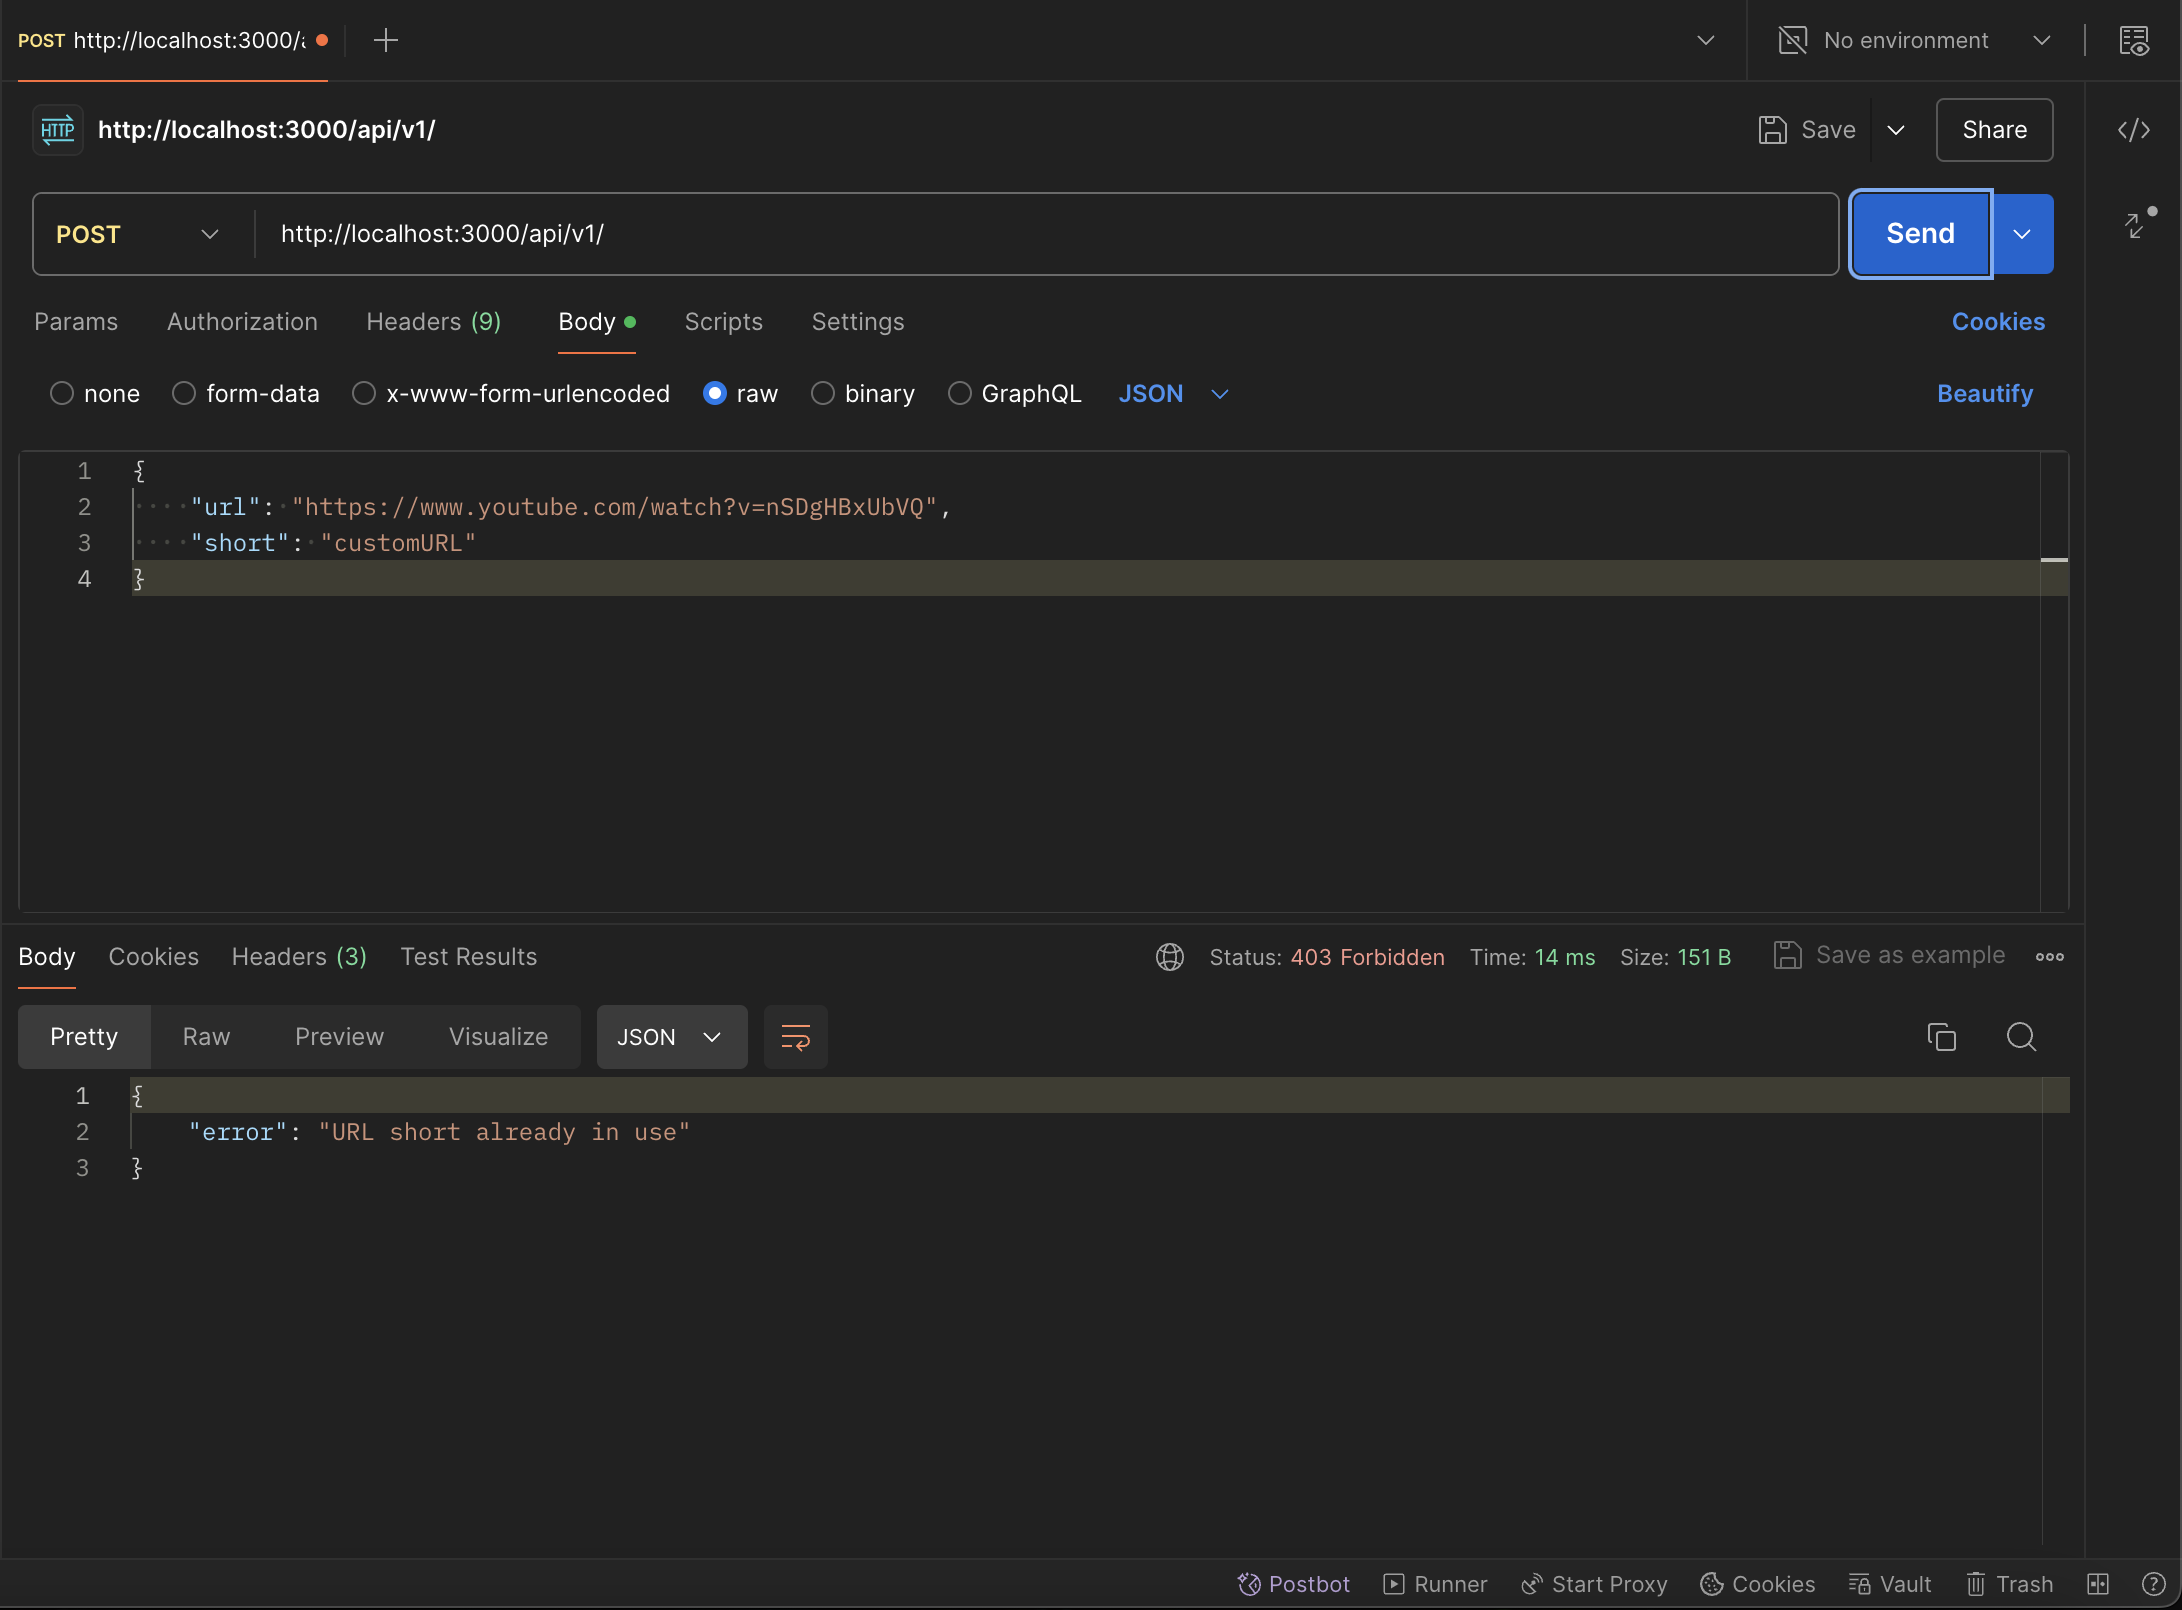 POST http://localhost:3000/a
No environment
HTTP http://localhost:3000/api/v1/
Save
Share
POST http://localhost:3000/api/v1/
Send
Params Authorization Headers (9) Body Scripts Settings Cookies
none form-data x-www-form-urlencoded raw binary GraphQL JSON Beautify
1 {
2 "url": "https://www.youtube.com/watch?v=nSDgHBxUbVQ",
3 "short": "customURL"
4 }
Body Cookies Headers (3) Test Results Status: 403 Forbidden Time: 14 ms Size: 151 B Save as example
Pretty Raw Preview Visualize JSON
1 {
2 "error": "URL short already in use"
3 }
Postbot Runner Start Proxy Cookies Vault Trash